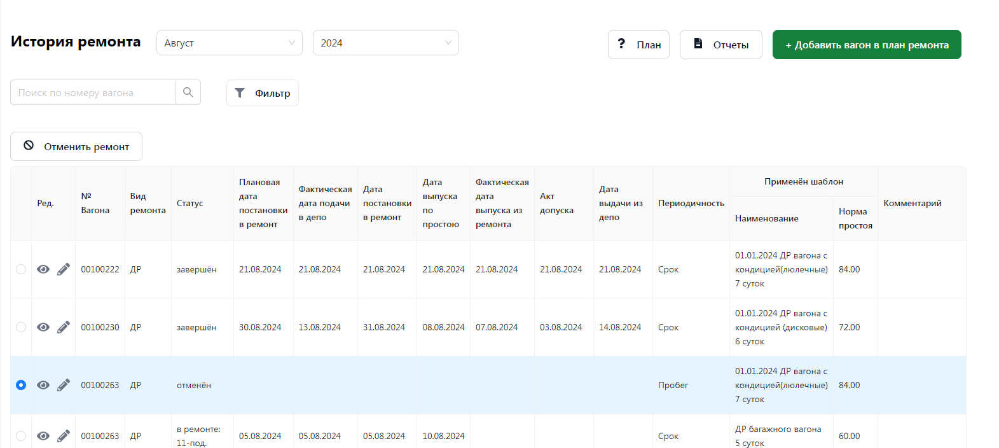 История ремонта
Август
2024
? План
Отчеты
+ Добавить вагон в план ремонта
Поиск по номеру вагона
Фильтр
Отменить ремонт
Ред.
№
Вагона
Вид
ремонта
Статус
Плановая
дата
постановки
в ремонт
Фактическая
дата подачи
в депо
Дата
постановки
в ремонт
Дата
выпуска
по
простою
Фактическая
дата
выпуска из
ремонта
Акт
допуска
Дата
выдачи из
депо
Периодичность
Применён шаблон
Наименование
Норма
простоя
Комментарий
00100222
ДР
завершён
21.08.2024
21.08.2024
21.08.2024
21.08.2024
21.08.2024
21.08.2024
21.08.2024
Срок
01.01.2024 ДР вагона с
кондицией(люлечные)
7 суток
84.00
00100230
ДР
завершён
30.08.2024
13.08.2024
31.08.2024
08.08.2024
07.08.2024
03.08.2024
14.08.2024
Срок
01.01.2024 ДР вагона с
кондицией (дисковые)
6 суток
72.00
00100263
ДР
отменён
Пробег
01.01.2024 ДР вагона с
кондицией(люлечные)
7 суток
84.00
00100263
ДР
в ремонте:
11-под.
05.08.2024
05.08.2024
05.08.2024
10.08.2024
Срок
ДР багажного вагона
5 суток
60.00